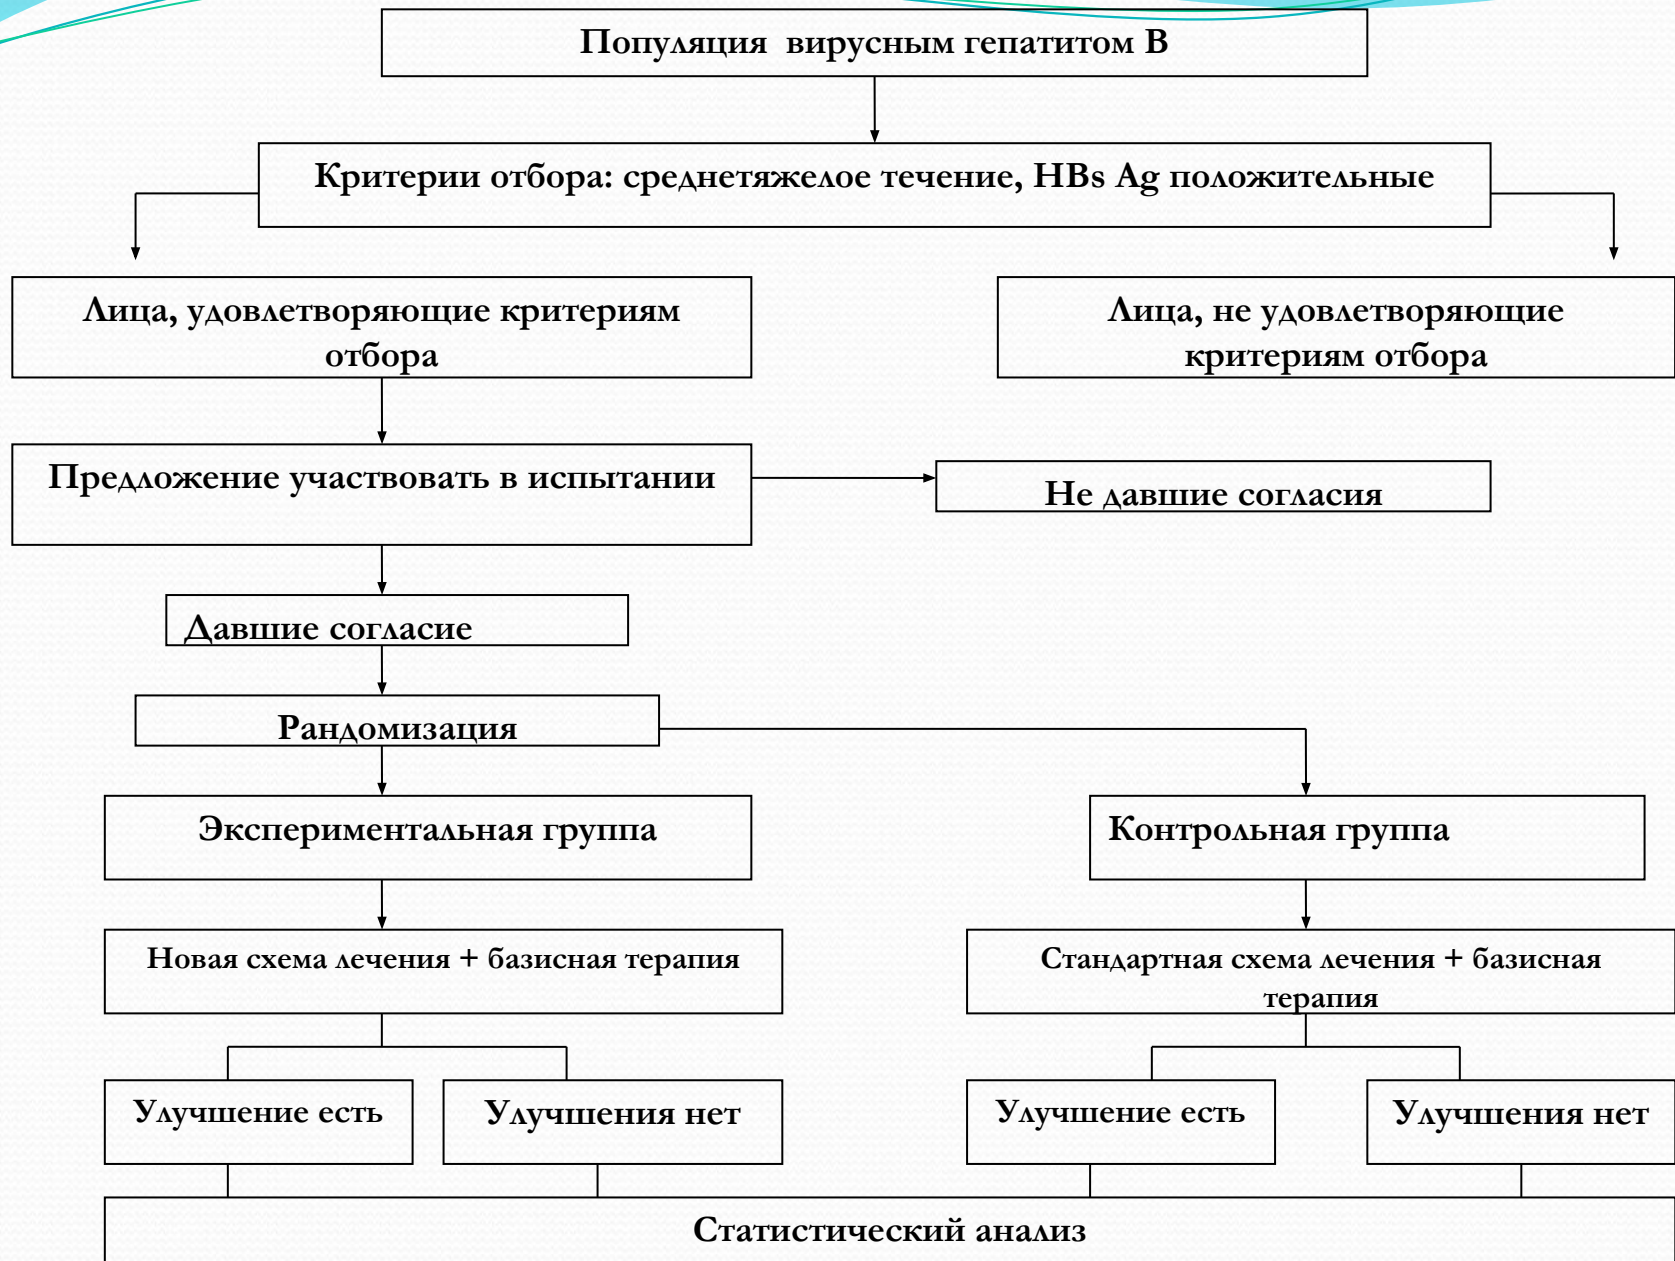 Популяция вирусным гепатитом В
Критерии отбора: среднетяжелое течение, HBs Ag положительные
Лица, удовлетворяющие критериям
отбора
Лица, не удовлетворяющие
критериям отбора
Предложение участвовать в испытании
Не давшие согласия
Давшие согласие
Рандомизация
Экспериментальная группа
Контрольная группа
Новая схема лечения + базисная терапия
Стандартная схема лечения + базисная
терапия
Улучшение есть
Улучшения нет
Улучшение есть
Улучшения нет
Статистический анализ